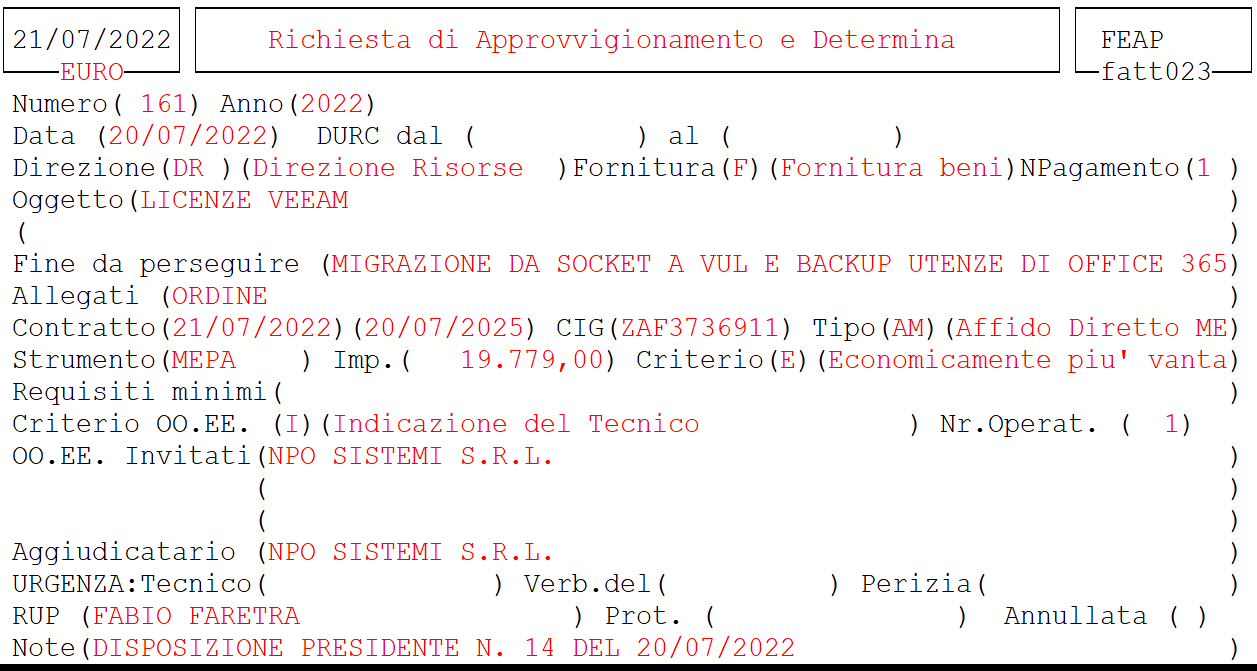 21/07/2022 Richiesta di Approvvigionamento e Determina FEAP
EURO fatt023
Numero( 161) Anno(2022)
Data (20/07/2022) DURC dal ( ) al ( )
Direzione(DR )(Direzione Risorse )Fornitura(F)(Fornitura beni)NPagamento(1 )
Oggetto(LICENZE VEEAM )
( )
Fine da perseguire (MIGRAZIONE DA SOCKET A VUL E BACKUP UTENZE DI OFFICE 365)
Allegati (ORDINE )
Contratto(21/07/2022)(20/07/2025) CIG(ZAF3736911) Tipo(AM)(Affido Diretto ME)
Strumento(MEPA ) Imp.( 19.779,00) Criterio(E)(Economicamente piu' vanta)
Requisiti minimi( )
Criterio OO.EE. (I)(Indicazione del Tecnico ) Nr.Operat. ( 1)
OO.EE. Invitati(NPO SISTEMI S.R.L. )
( )
( )
Aggiudicatario (NPO SISTEMI S.R.L. )
URGENZA:Tecnico( ) Verb.del( ) Perizia( )
RUP (FABIO FARETRA ) Prot. ( ) Annullata ( )
Note(DISPOSIZIONE PRESIDENTE N. 14 DEL 20/07/2022 )